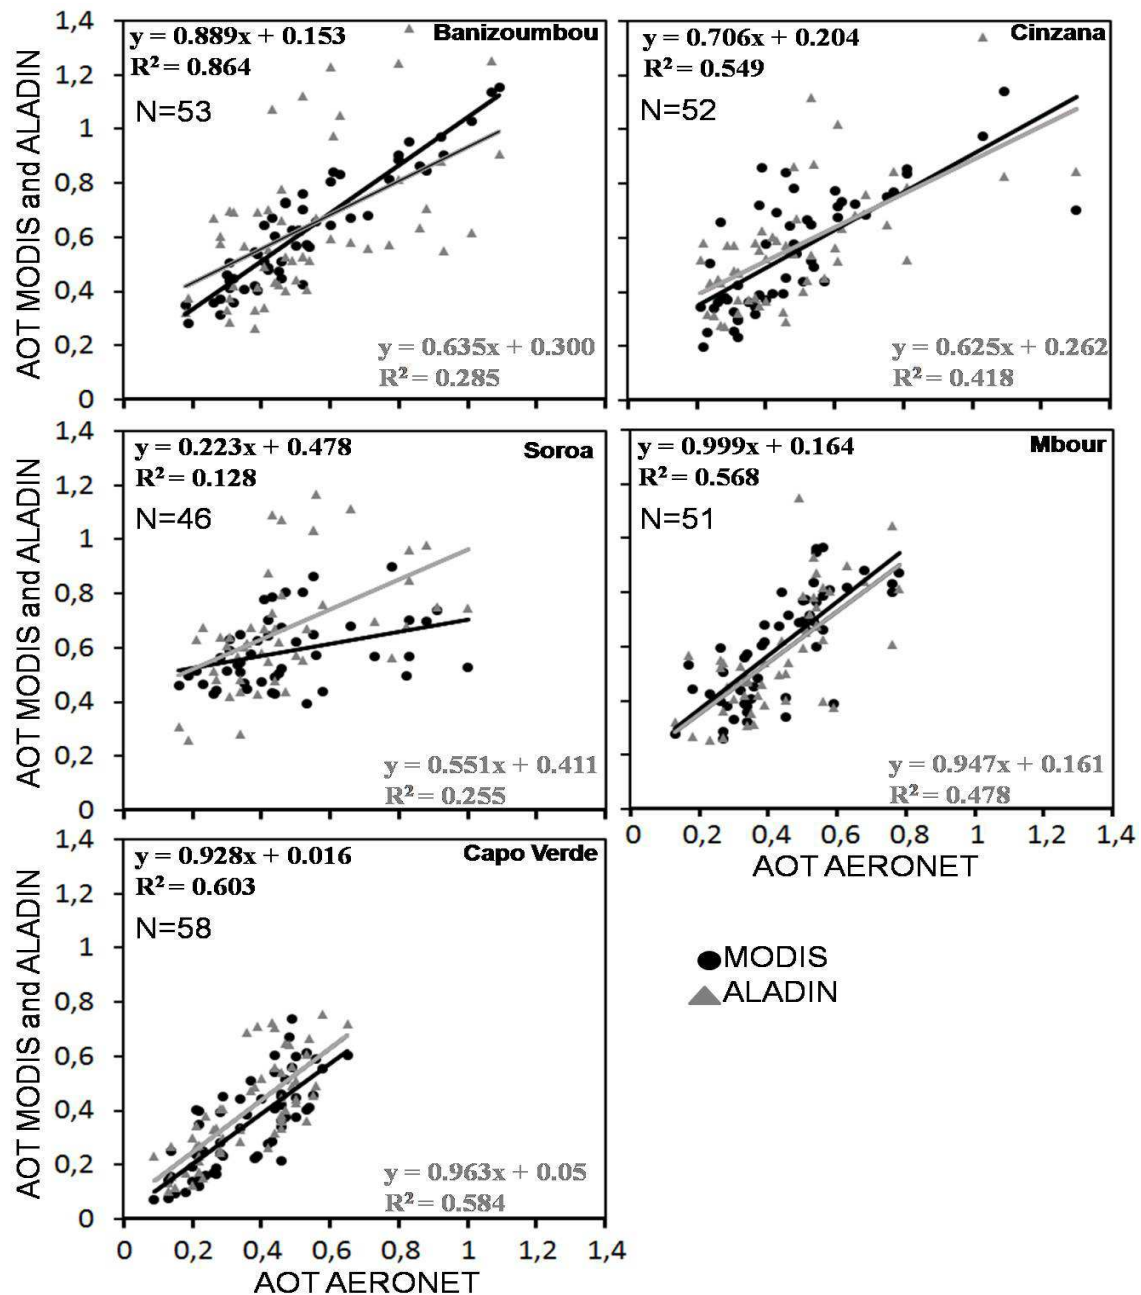 AOT MODIS and ALADIN
1,4
1,2
1
0,8
0,6
0,4
0,2
0
y = 0.889x + 0.153
R² = 0.864
Banizoumbou
N=53
y = 0.635x + 0.300
R² = 0.285
y = 0.706x + 0.204
R² = 0.549
Cinzana
N=52
y = 0.625x + 0.262
R² = 0.418
AOT MODIS and ALADIN
1,4
1,2
1
0,8
0,6
0,4
0,2
0
y = 0.223x + 0.478
R² = 0.128
Soroa
N=46
y = 0.551x + 0.411
R² = 0.255
y = 0.999x + 0.164
R² = 0.568
Mbour
N=51
y = 0.947x + 0.161
R² = 0.478
0 0,2 0,4 0,6 0,8 1 1,2 1,4
AOT AERONET
AOT MODIS and ALADIN
1,4
1,2
1
0,8
0,6
0,4
0,2
0
y = 0.928x + 0.016
R² = 0.603
Capo Verde
N=58
y = 0.963x + 0.05
R² = 0.584
0 0,2 0,4 0,6 0,8 1 1,2 1,4
AOT AERONET
MODIS
ALADIN